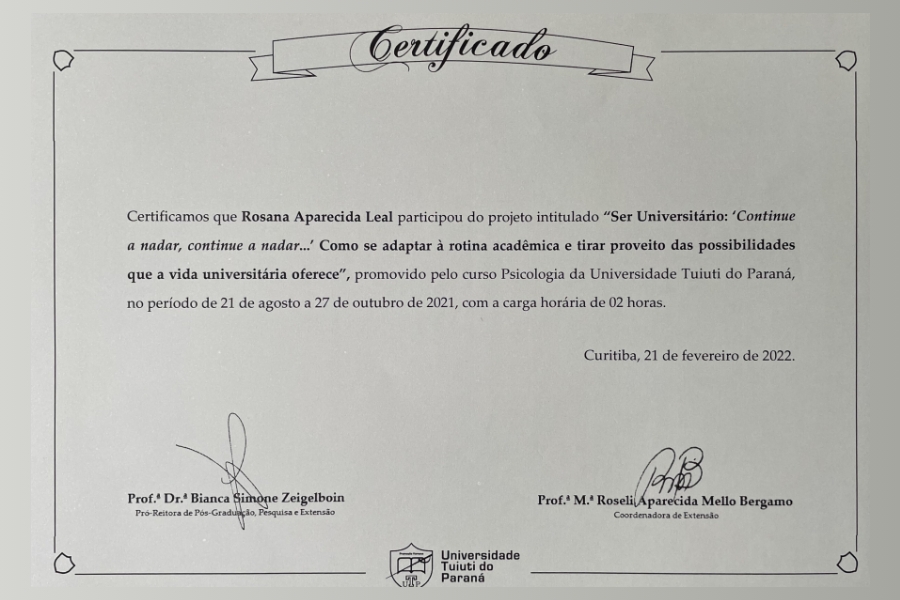 Certificado
Certificamos que Rosana Aparecida Leal participou do projeto intitulado “Ser Universitário: ‘Continue
a nadar, continue a nadar...’ Como se adaptar à rotina acadêmica e tirar proveito das possibilidades
que a vida universitária oferece”, promovido pelo curso Psicologia da Universidade Tuiuti do Paraná,
no período de 21 de agosto a 27 de outubro de 2021, com a carga horária de 02 horas.
Curitiba, 21 de fevereiro de 2022.
Prof.ª Dr.ª Bianca Simone Zeigelboin
Pró-Reitora de Pós-Graduação, Pesquisa e Extensão
Prof.ª M.ª Roseli Aparecida Mello Bergamo
Coordenadora de Extensão
Universidade
Tuiuti do
Paraná